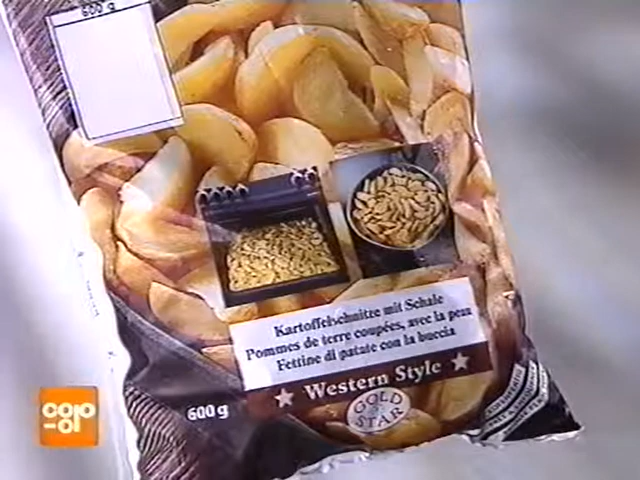 600 g
Kartoffelschnitze mit Schale
Pommes de terre coupées, avec la peau
Fettine di patate con la buccia
Western Style
600 g
GOLD
STAR